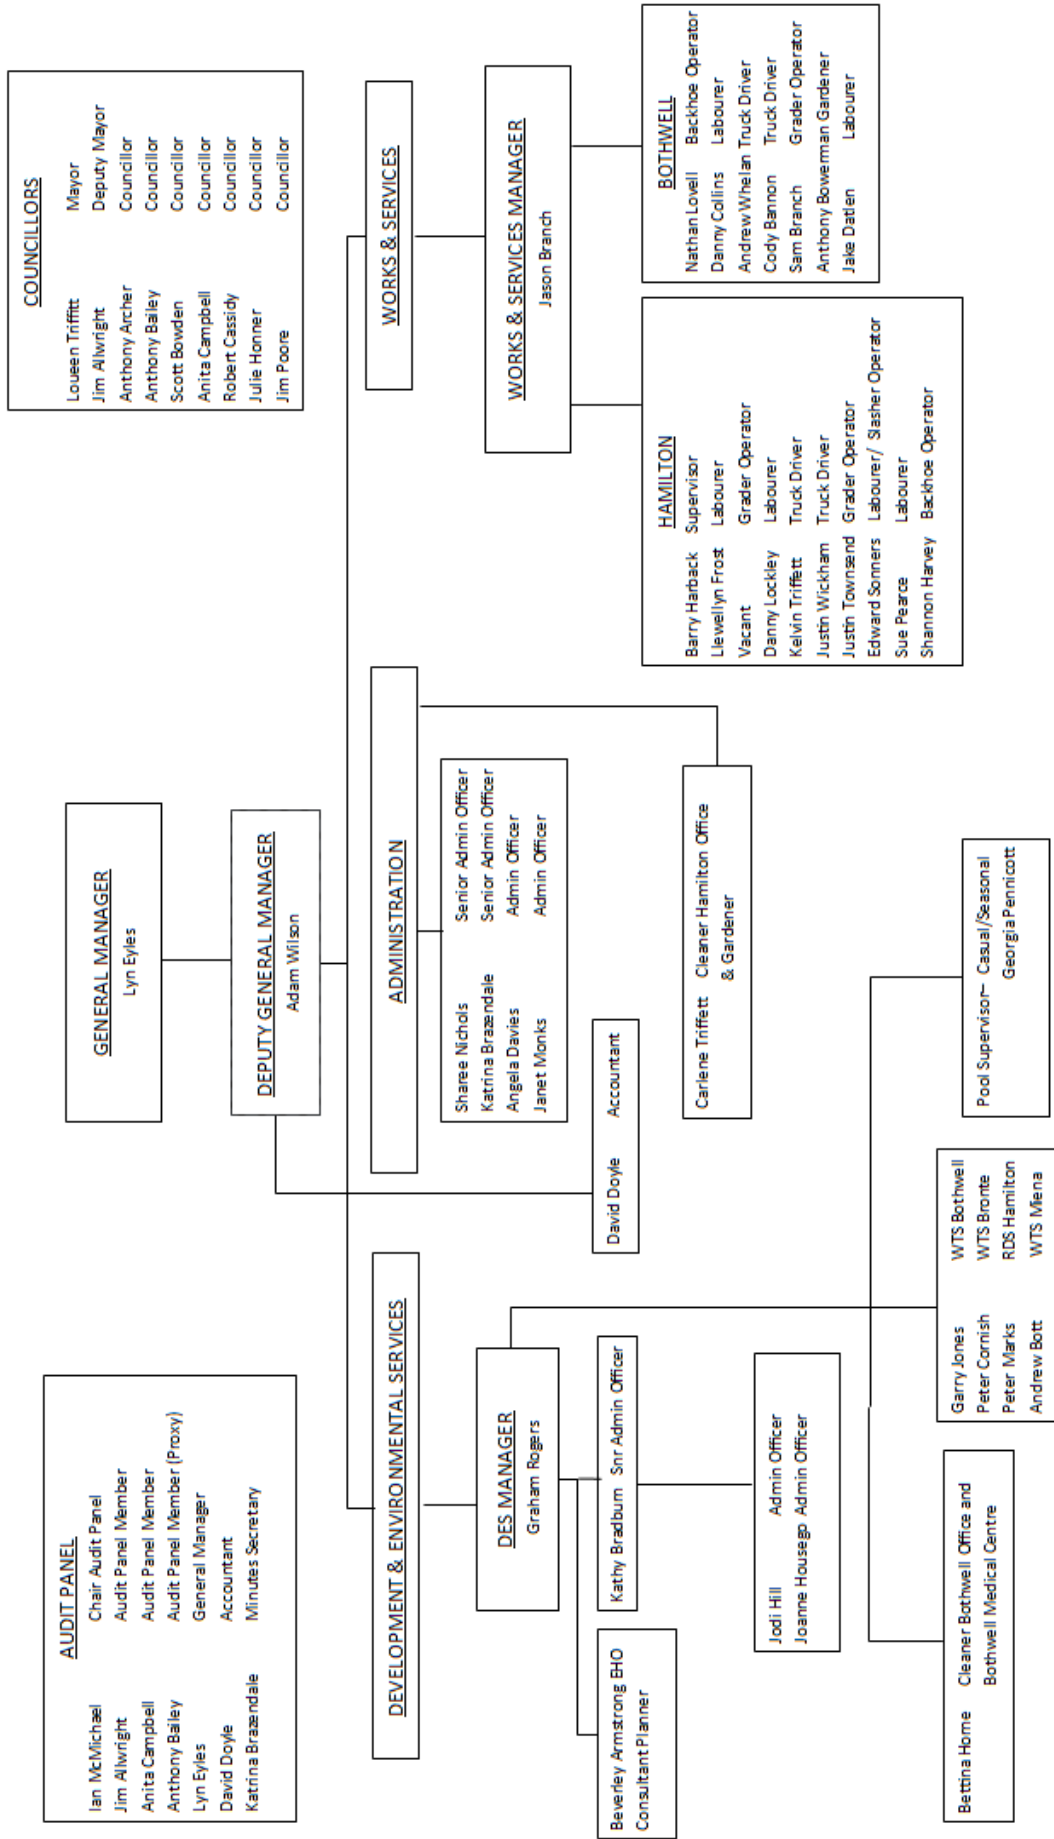 AUDIT PANEL
Ian McMichael Chair Audit Panel
Jim Allwright Audit Panel Member
Anita Campbell Audit Panel Member
Anthony Bailey Audit Panel Member (Proxy)
Lyn Eyles General Manager
David Doyle Accountant
Katrina Brazendale Minutes Secretary
GENERAL MANAGER
Lyn Eyles
COUNCILLORS
Loueen Triffitt Mayor
Jim Allwright Deputy Mayor
Anthony Archer Councillor
Anthony Bailey Councillor
Scott Bowden Councillor
Anita Campbell Councillor
Robert Cassidy Councillor
Julie Honner Councillor
Jim Poore Councillor
DEPUTY GENERAL MANAGER
Adam Wilson
DEVELOPMENT & ENVIRONMENTAL SERVICES
ADMINISTRATION
WORKS & SERVICES
DES MANAGER
Graham Rogers
Sharee Nichols Senior Admin Officer
Katrina Brazendale Senior Admin Officer
Angela Davies Admin Officer
Janet Monks Admin Officer
WORKS & SERVICES MANAGER
Jason Branch
Beverley Armstrong EHO
Consultant Planner
Kathy Bradburn Snr Admin Officer
David Doyle Accountant
Jodi Hill Admin Officer
Joanne Housego Admin Officer
Carlene Triffett Cleaner Hamilton Office
& Gardener
HAMILTON
Barry Harback Supervisor
Llewellyn Frost Labourer
Vacant Grader Operator
Danny Lockley Labourer
Kelvin Triffett Truck Driver
Justin Wickham Truck Driver
Justin Townsend Grader Operator
Edward Sonners Labourer/ Slasher Operator
Sue Pearce Labourer
Shannon Harvey Backhoe Operator
BOTHWELL
Nathan Lovell Backhoe Operator
Danny Collins Labourer
Andrew Whelan Truck Driver
Cody Bannon Truck Driver
Sam Branch Grader Operator
Anthony Bowerman Gardener
Jake Datlen Labourer
Bettina Horne Cleaner Bothwell Office and
Bothwell Medical Centre
Garry Jones WTS Bothwell
Peter Cornish WTS Bronte
Peter Marks RDS Hamilton
Andrew Bott WTS Miena
Pool Supervisor– Casual/Seasonal
Georgia Pennicott